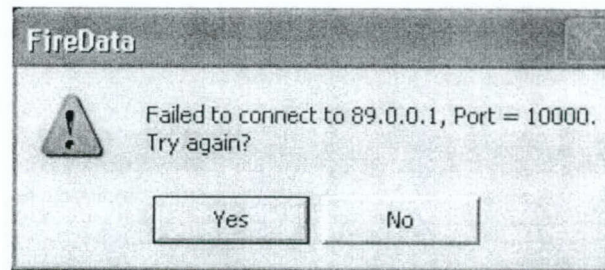 FireData
Failed to connect to 89.0.0.1, Port = 10000.
Try again?
Yes
No